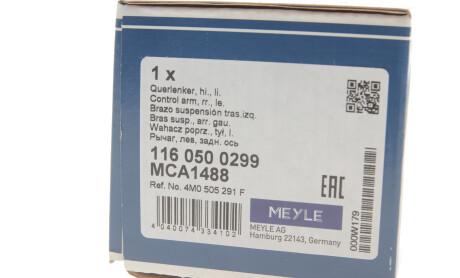 1 x
Querlenker, hi., li.
Control arm, rr., le.
Brazo suspensión tras.izq.
Bras susp., arr. gau.
Wahacz poprz., tył, l.
Рычаг, лев, задн. ось
116 050 0299
MCA1488
Ref. No. 4M0 505 291 F
EAC
MEYLE
MEYLE AG
Hamburg 22143, Germany
4 040074 334102
000W179